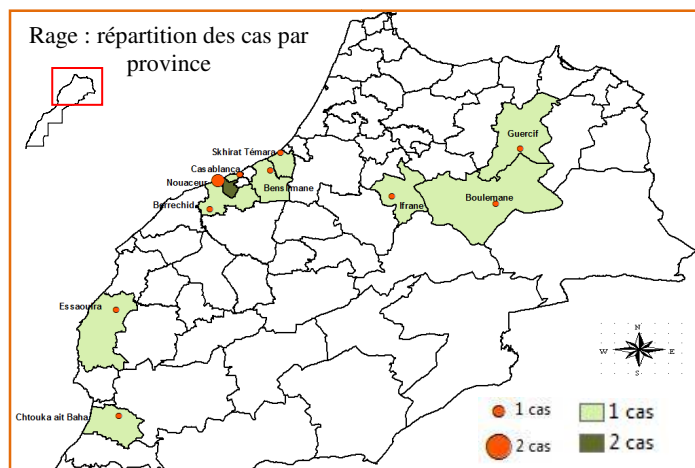 Rage : répartition des cas par
province
Guercif
Skhirat Témara
Casablanca
Nouaceur
Benslmane
Berrechid
Ifrane
Boulemane
Essaouira
N
W
E
S
Chtouka ait Baha
1 cas
1 cas
2 cas
2 cas